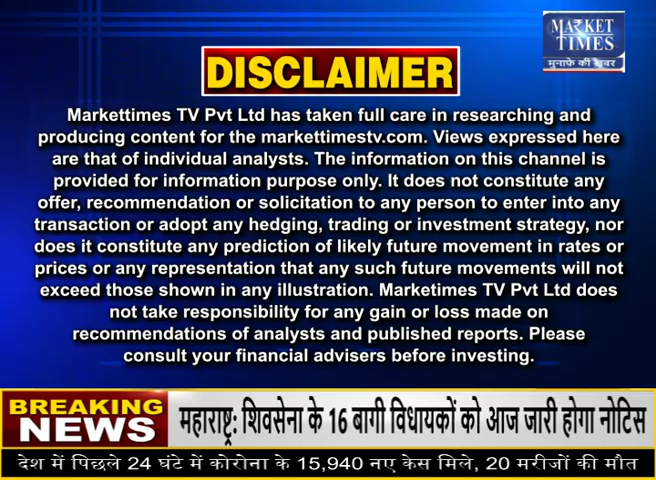 MARKET
TIMES
मुनाफे की खबर
DISCLAIMER
Markettimes TV Pvt Ltd has taken full care in researching and
producing content for the markettimestv.com. Views expressed here
are that of individual analysts. The information on this channel is
provided for information purpose only. It does not constitute any
offer, recommendation or solicitation to any person to enter into any
transaction or adopt any hedging, trading or investment strategy, nor
does it constitute any prediction of likely future movement in rates or
prices or any representation that any such future movements will not
exceed those shown in any illustration. Marketimes TV Pvt Ltd does
not take responsibility for any gain or loss made on
recommendations of analysts and published reports. Please
consult your financial advisers before investing.
BREAKING
NEWS
महाराष्ट्र: शिवसेना के 16 बागी विधायकों को आज जारी होगा नोटिस
देश में पिछले 24 घंटे में कोरोना के 15,940 नए केस मिले, 20 मरीजों की मौत